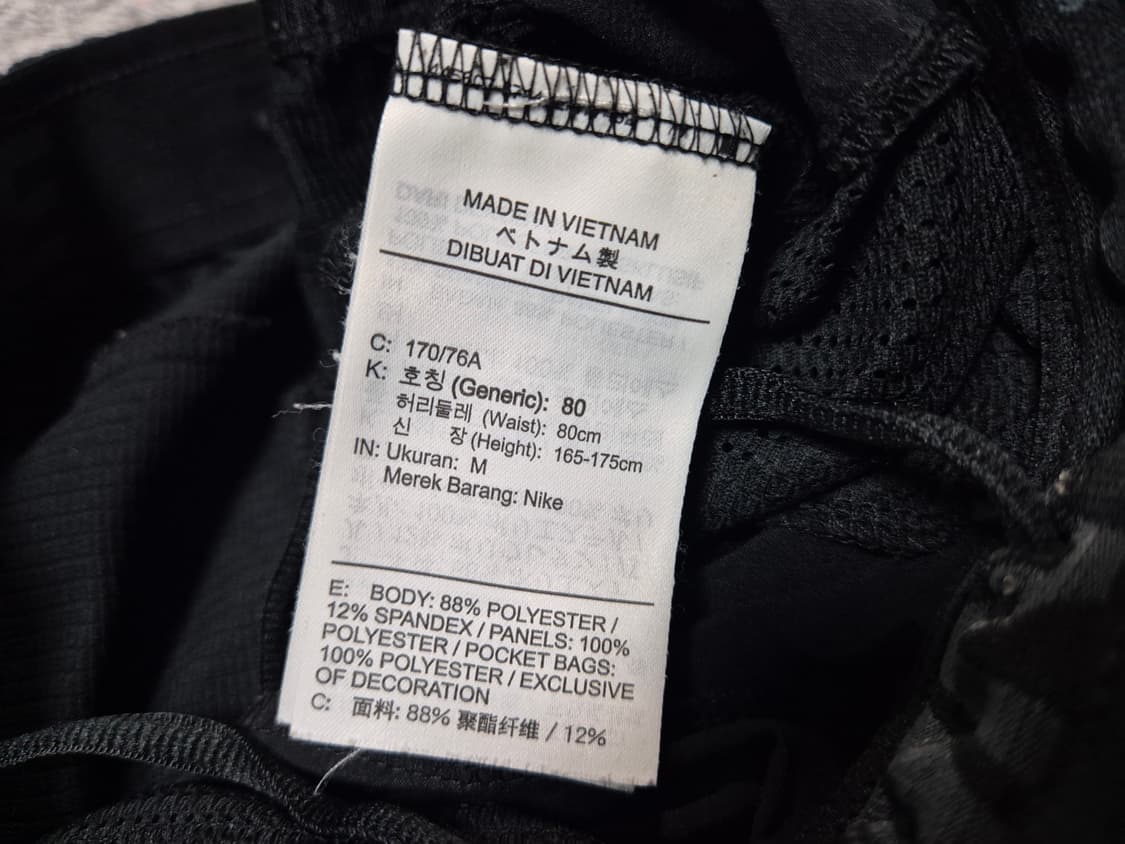 MADE IN VIETNAM
ベトナム製
DIBUAT DI VIETNAM
C: 170/76A
K: 호칭 (Generic): 80
허리둘레 (Waist): 80cm
신 장 (Height): 165-175cm
IN: Ukuran: M
Merek Barang: Nike
E: BODY: 88% POLYESTER /
12% SPANDEX / PANELS: 100%
POLYESTER / POCKET BAGS:
100% POLYESTER / EXCLUSIVE
OF DECORATION
C: 面料: 88% 聚酯纤维 / 12%